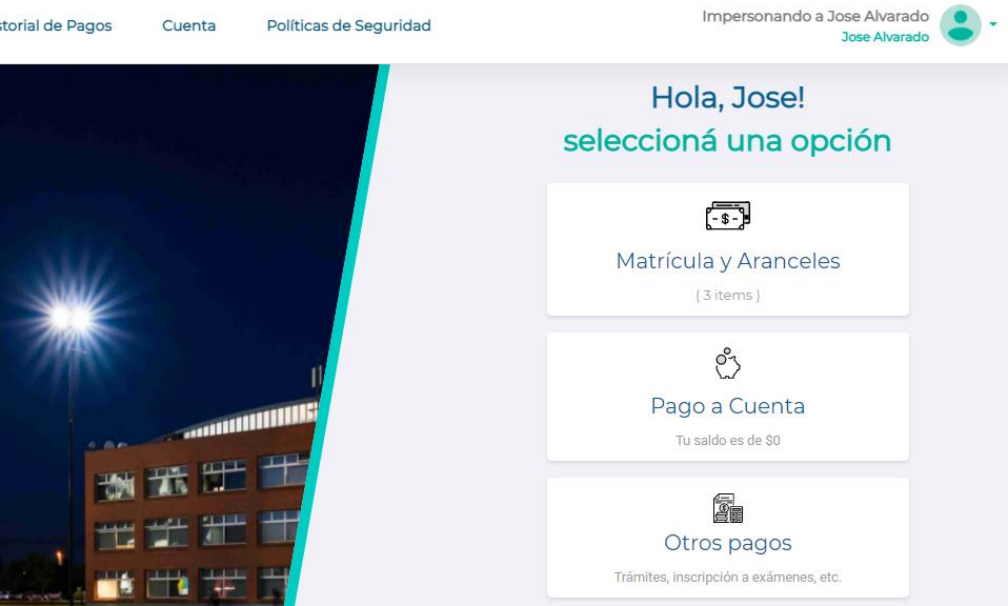 storial de Pagos
Cuenta
Políticas de Seguridad
Impersonando a Jose Alvarado
Jose Alvarado
Hola, Jose!
seleccioná una opción
- $ -
Matrícula y Aranceles
( 3 items )
Pago a Cuenta
Tu saldo es de $0
$
Otros pagos
Trámites, inscripción a exámenes, etc.